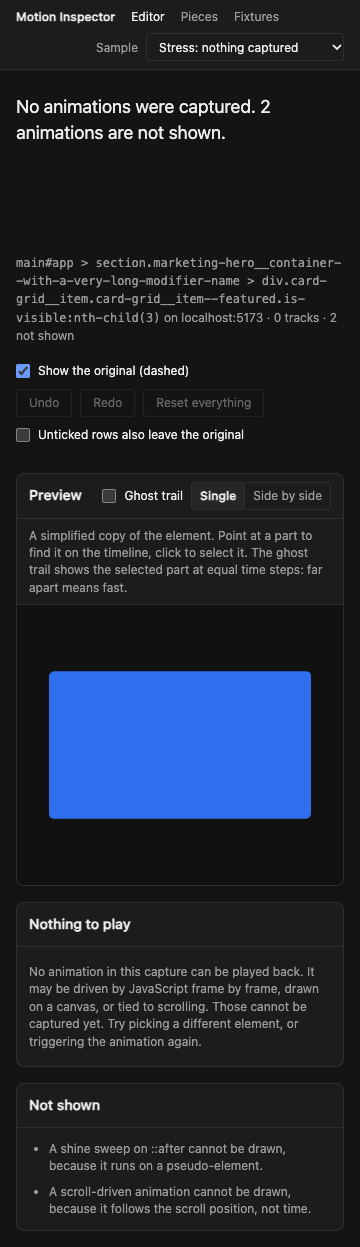 Motion Inspector Editor Pieces Fixtures
Sample Stress: nothing captured
No animations were captured. 2
animations are not shown.
main#app > section.marketing-hero__container-
-with-a-very-long-modifier-name > div.card-
grid__item.card-grid__item--featured.is-
visible:nth-child(3) on localhost:5173 · 0 tracks · 2
not shown
Show the original (dashed)
Undo Redo Reset everything
Unticked rows also leave the original
Preview Ghost trail Single Side by side
A simplified copy of the element. Point at a part to
find it on the timeline, click to select it. The ghost
trail shows the selected part at equal time steps: far
apart means fast.
Nothing to play
No animation in this capture can be played back. It
may be driven by JavaScript frame by frame, drawn
on a canvas, or tied to scrolling. Those cannot be
captured yet. Try picking a different element, or
triggering the animation again.
Not shown
• A shine sweep on ::after cannot be drawn,
because it runs on a pseudo-element.
• A scroll-driven animation cannot be drawn,
because it follows the scroll position, not time.